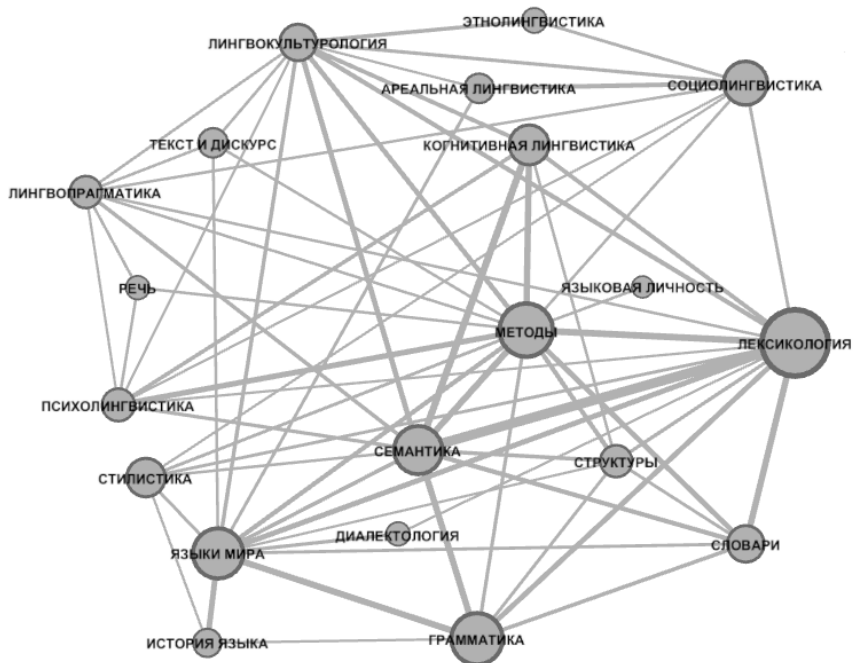 ЭТНОЛИНГВИСТИКА
ЛИНГВОКУЛЬТУРОЛОГИЯ
АРЕАЛЬНАЯ ЛИНГВИСТИКА
СОЦИОЛИНГВИСТИКА
ТЕКСТ И ДИСКУРС
КОГНИТИВНАЯ ЛИНГВИСТИКА
ЛИНГВОПРАГМАТИКА
РЕЧЬ
ЯЗЫКОВАЯ ЛИЧНОСТЬ
МЕТОДЫ
ЛЕКСИКОЛОГИЯ
ПСИХОЛИНГВИСТИКА
СЕМАНТИКА
СТРУКТУРЫ
СТИЛИСТИКА
ДИАЛЕКТОЛОГИЯ
СЛОВАРИ
ЯЗЫКИ МИРА
ИСТОРИЯ ЯЗЫКА
ГРАММАТИКА